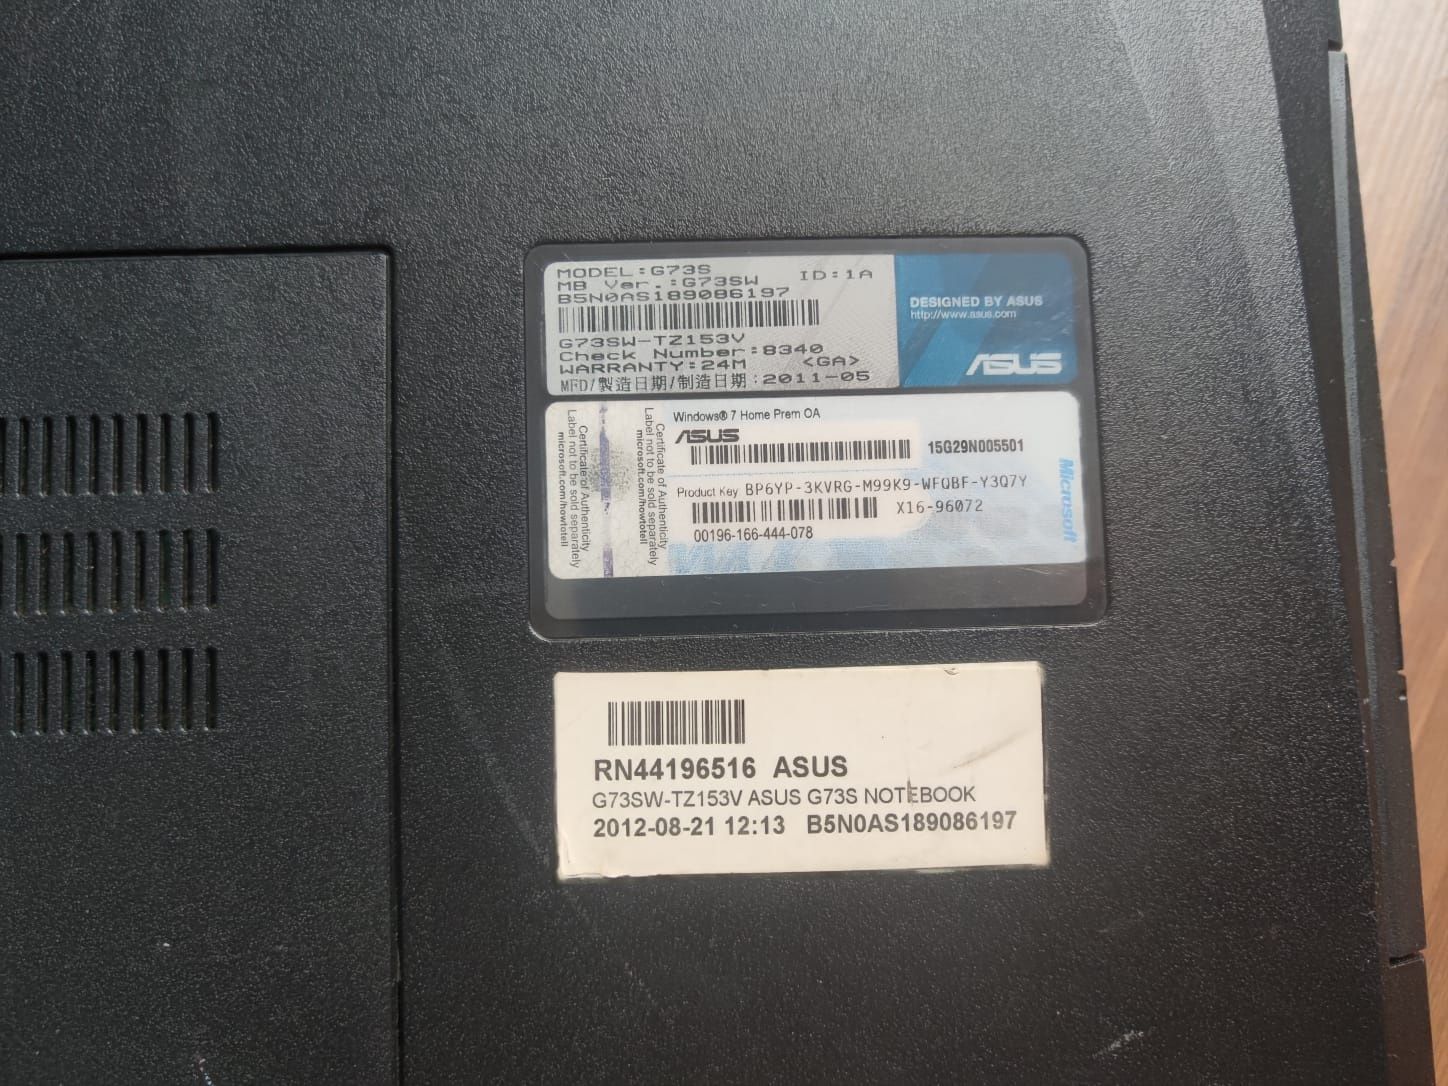 MODEL:G73S ID:1A
MB Ver.:G73SW
B5N0AS189086197
G73SW-TZ153V
Check Number:8340
WARRANTY:24M <GA>
MFD/製造日期/制造日期:2011-05
DESIGNED BY ASUS
http://www.asus.com
ASUS
Certificate of Authenticity
Label not to be sold separately
microsoft.com/howtotell
Certificate of Authenticity
Label not to be sold separately
microsoft.com/howtotell
Windows® 7 Home Prem OA
ASUS
15G29N005501
Product Key BP6YP-3KVRG-M99K9-WFQBF-Y3Q7Y
X16-96072
00196-166-444-078
Microsoft
RN44196516 ASUS
G73SW-TZ153V ASUS G73S NOTEBOOK
2012-08-21 12:13 B5N0AS189086197